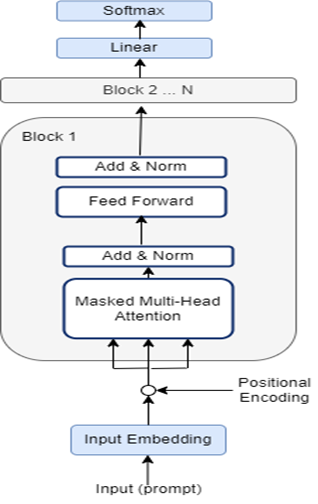 Softmax
Linear
Block 2 ... N
Block 1
Add & Norm
Feed Forward
Add & Norm
Masked Multi-Head
Attention
Positional
Encoding
Input Embedding
Input (prompt)